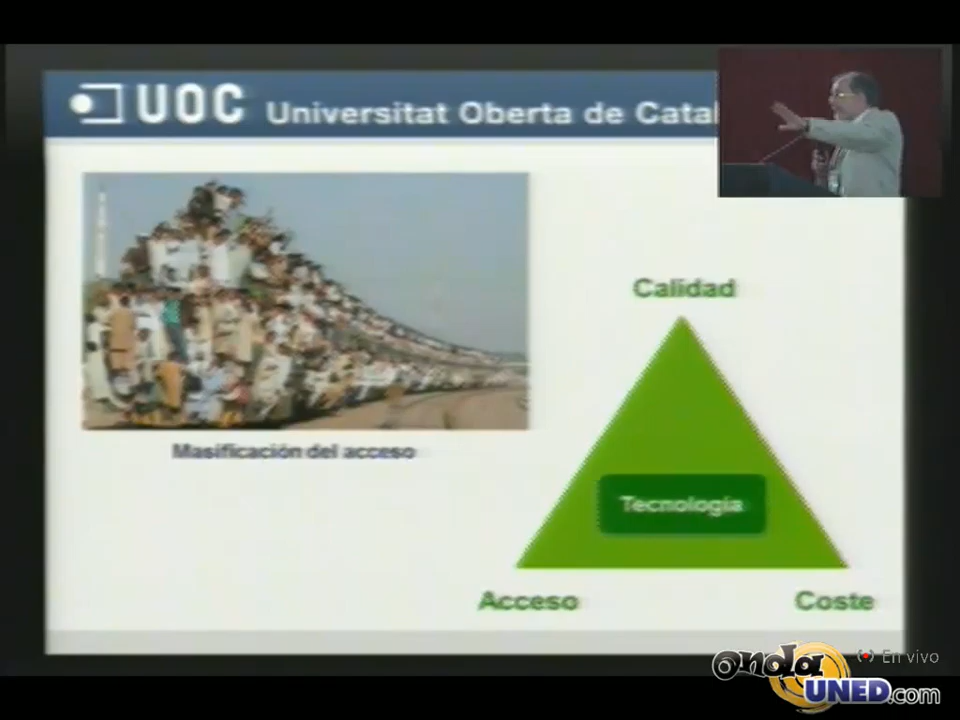 UOC Universitat Oberta de Catal
Calidad
Masificación del acceso
Tecnología
Acceso
Coste
(•) En vivo
onda
UNED.com